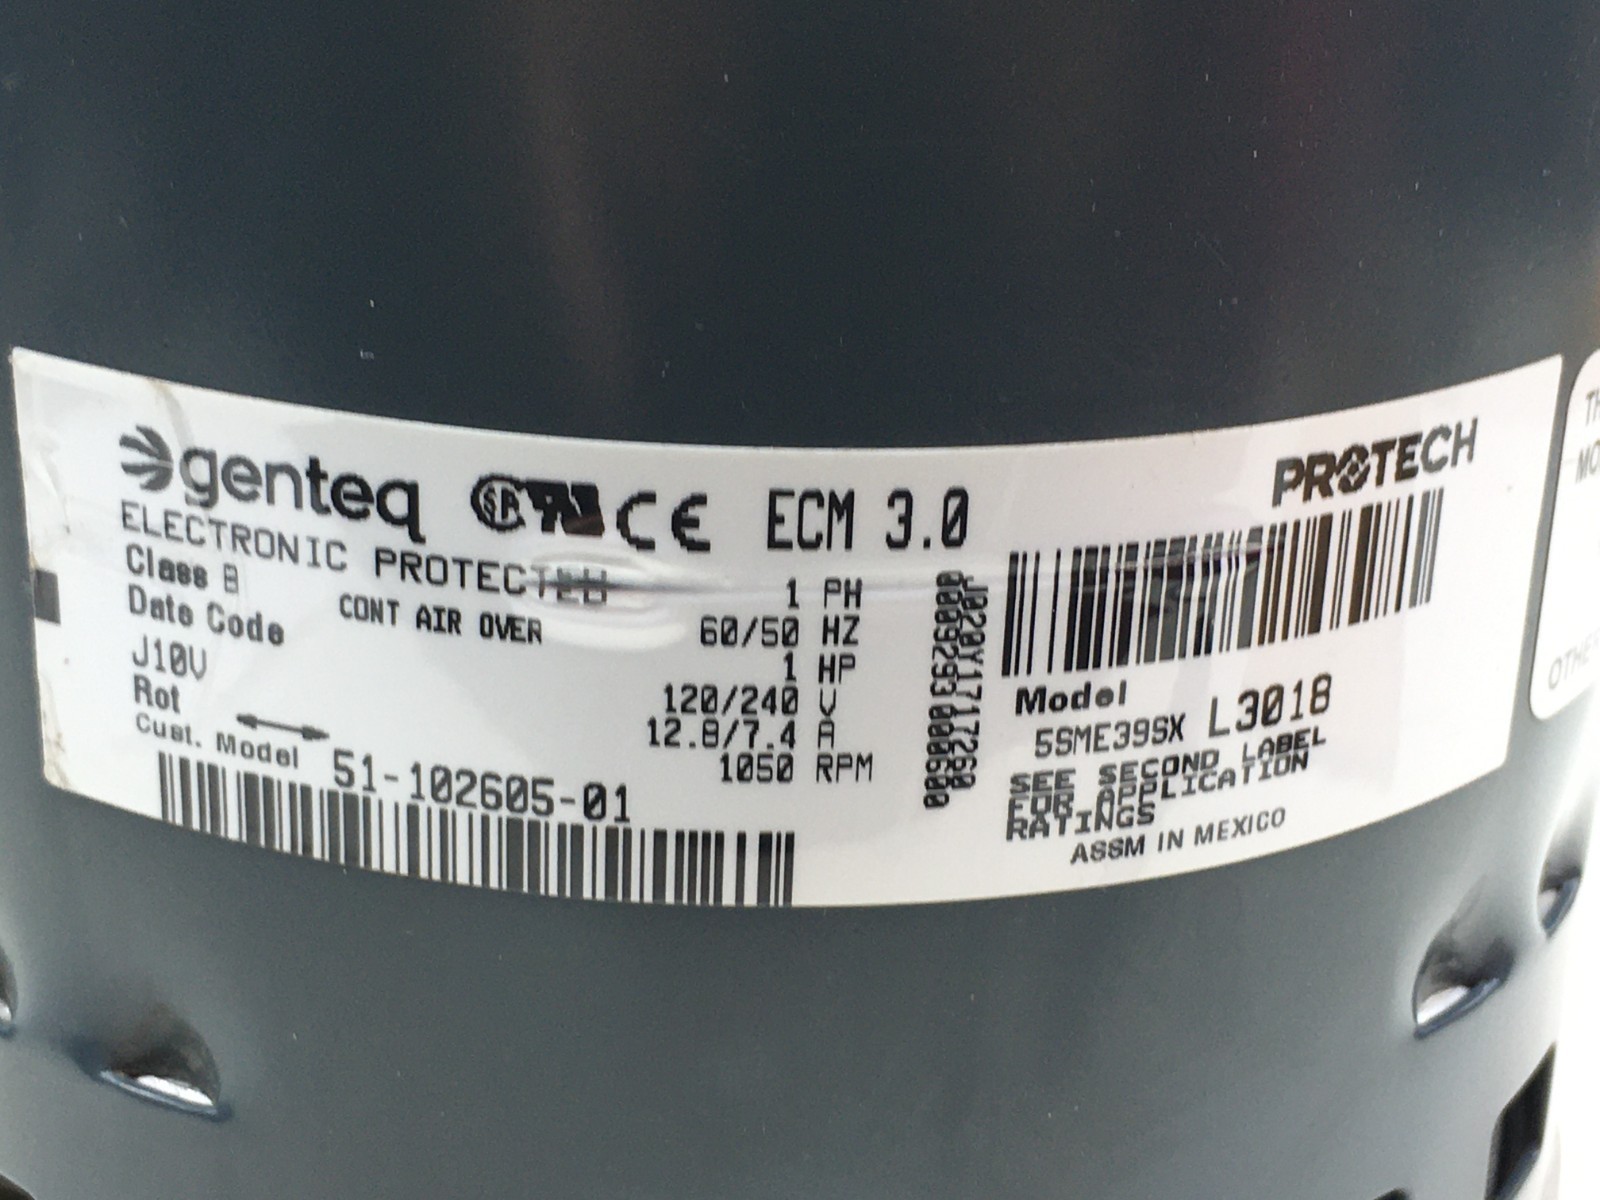 genteq
ECM 3.0
PROTECH
ELECTRONIC PROTECTED
Class B
CONT AIR OVER
Date Code
J10V
Rot
Cust. Model 51-102605-01
1 PH
60/50 HZ
1 HP
120/240 V
12.8/7.4 A
1050 RPM
J020Y17117260
Model
5SME39SX L3018
SEE SECOND LABEL
FOR APPLICATION
RATINGS
ASSM IN MEXICO